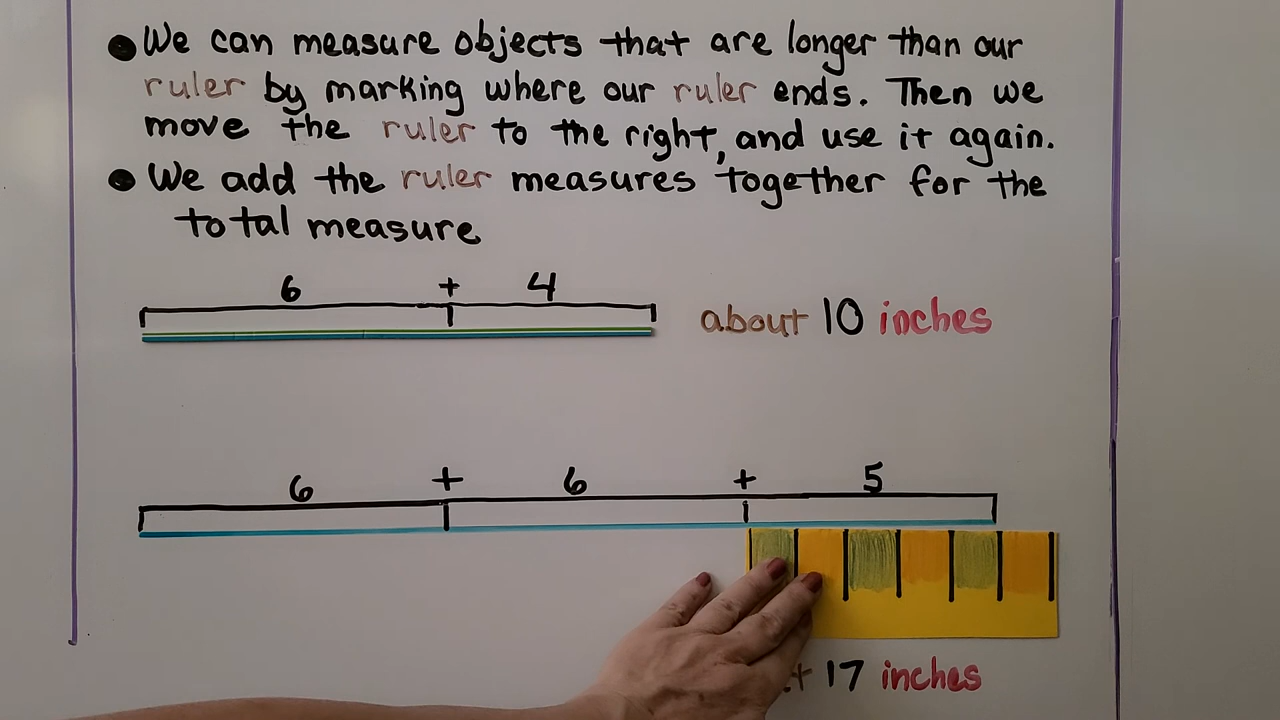 We can measure objects that are longer than our
ruler by marking where our ruler ends. Then we
move the ruler to the right, and use it again.
We add the ruler measures together for the
total measure
6 + 4
about 10 inches
6 + 6 + 5
17 inches